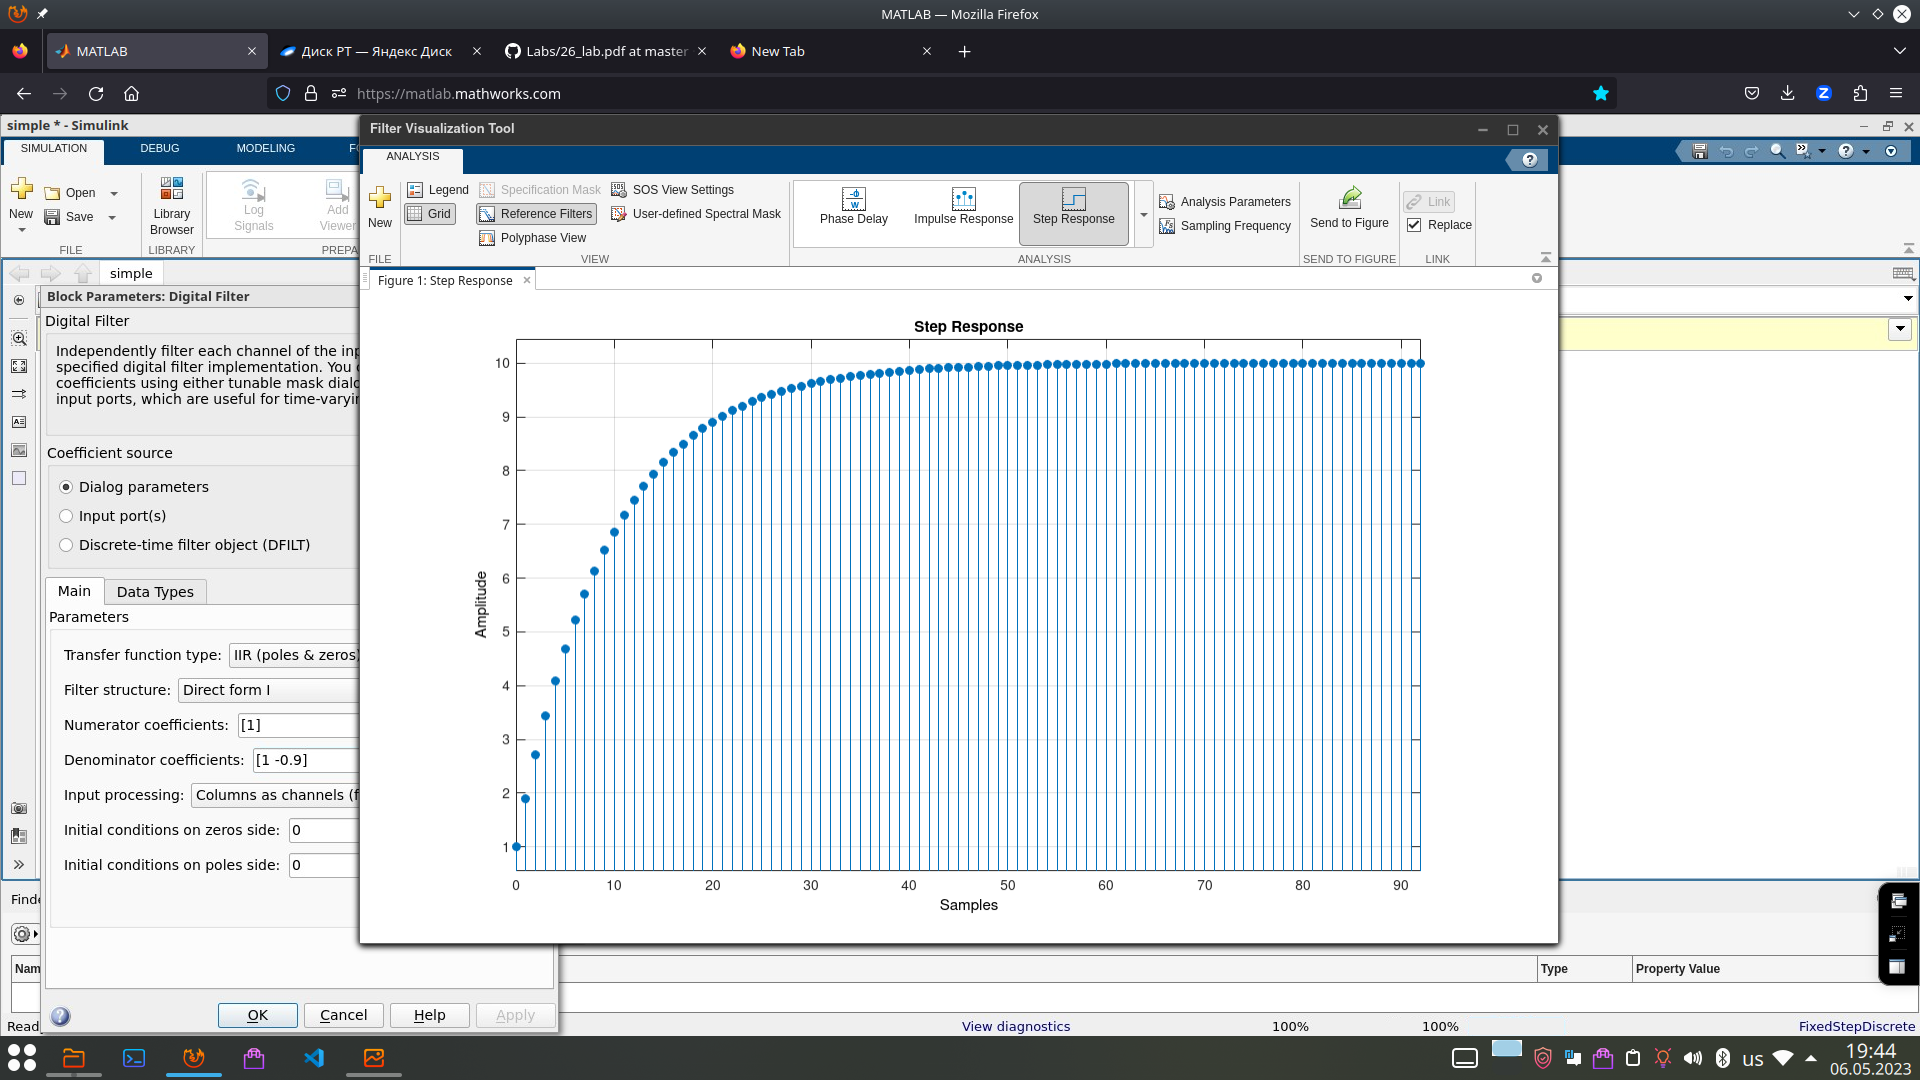 MATLAB — Mozilla Firefox
MATLAB
Диск РТ — Яндекс Диск
Labs/26_lab.pdf at master
New Tab
https://matlab.mathworks.com
simple * - Simulink
SIMULATION
DEBUG
MODELING
New
Open
Save
FILE
Library
Browser
LIBRARY
Log
Signals
Add
Viewer
PREPA
simple
Filter Visualization Tool
ANALYSIS
New
FILE
Legend
Grid
Specification Mask
Reference Filters
Polyphase View
SOS View Settings
User-defined Spectral Mask
VIEW
Phase Delay
Impulse Response
Step Response
Analysis Parameters
Sampling Frequency
ANALYSIS
Send to Figure
SEND TO FIGURE
Link
Replace
LINK
Figure 1: Step Response
Step Response
Amplitude
10
9
8
7
6
5
4
3
2
1
0
10
20
30
40
50
60
70
80
90
Samples
Block Parameters: Digital Filter
Digital Filter
Independently filter each channel of the inp
specified digital filter implementation. You
coefficients using either tunable mask dialo
input ports, which are useful for time-varyin
Coefficient source
Dialog parameters
Input port(s)
Discrete-time filter object (DFILT)
Main
Data Types
Parameters
Transfer function type: IIR (poles & zeros)
Filter structure: Direct form I
Numerator coefficients: [1]
Denominator coefficients: [1 -0.9]
Input processing: Columns as channels (f
Initial conditions on zeros side: 0
Initial conditions on poles side: 0
OK
Cancel
Help
Apply
Finde
Nam
Type
Property Value
Read
View diagnostics
100%
100%
FixedStepDiscrete
us
19:44
06.05.2023